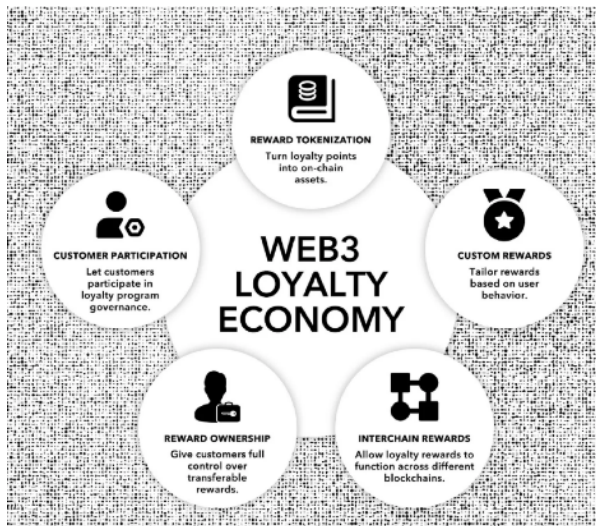 REWARD TOKENIZATION
Turn loyalty points
into on-chain
assets.
CUSTOMER PARTICIPATION
Let customers
participate in
loyalty program
governance.
WEB3
LOYALTY
ECONOMY
CUSTOM REWARDS
Tailor rewards
based on user
behavior.
REWARD OWNERSHIP
Give customers full
control over
transferable
rewards.
INTERCHAIN REWARDS
Allow loyalty rewards to
function across different
blockchains.